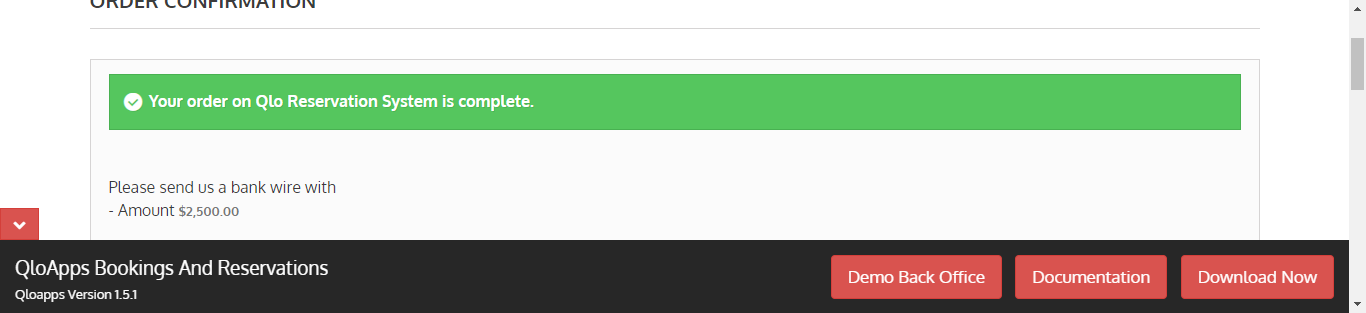 ORDER CONFIRMATION
Your order on Qlo Reservation System is complete.
Please send us a bank wire with
- Amount $2,500.00
QloApps Bookings And Reservations
Qloapps Version 1.5.1
Demo Back Office
Documentation
Download Now